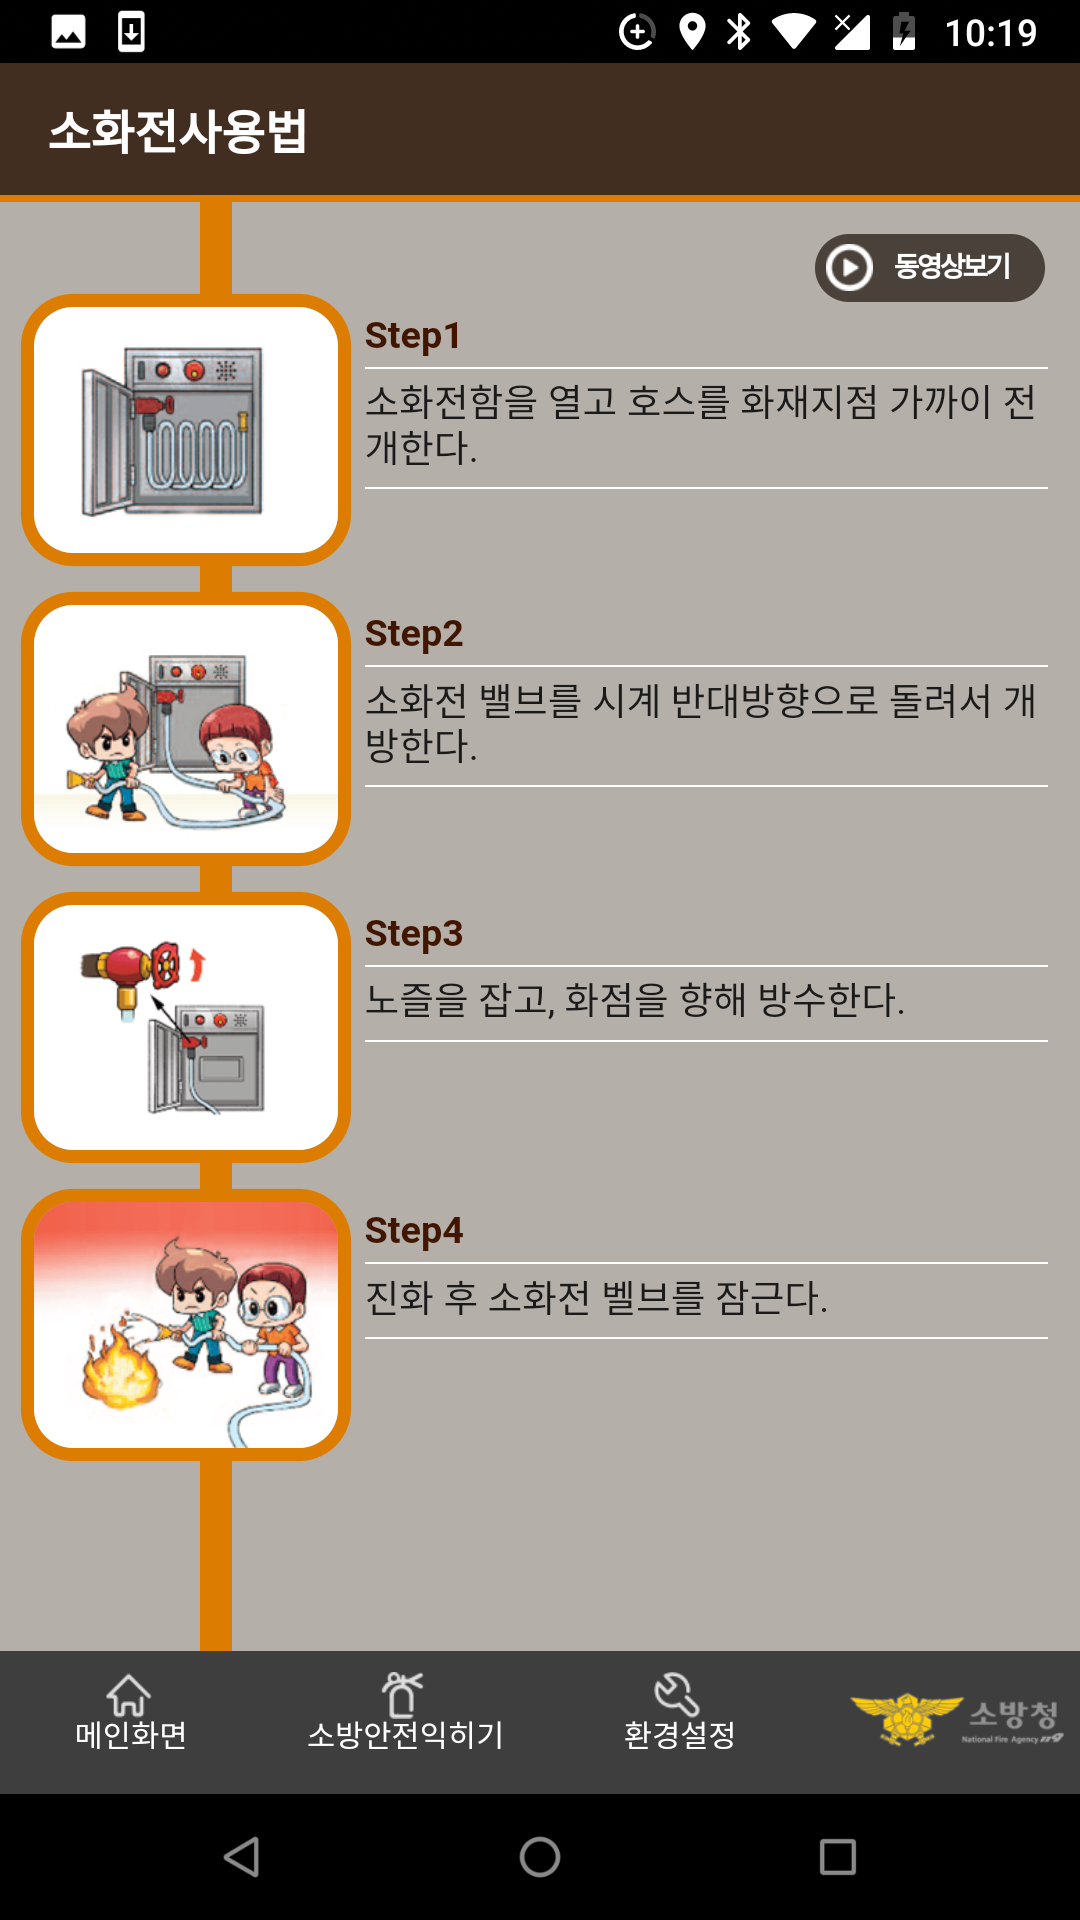 10:19
소화전사용법
동영상보기
Step1
소화전함을 열고 호스를 화재지점 가까이 전
개한다.
Step2
소화전 밸브를 시계 반대방향으로 돌려서 개
방한다.
Step3
노즐을 잡고, 화점을 향해 방수한다.
Step4
진화 후 소화전 벨브를 잠근다.
메인화면
소방안전익히기
환경설정
소방청
National Fire Agency 119